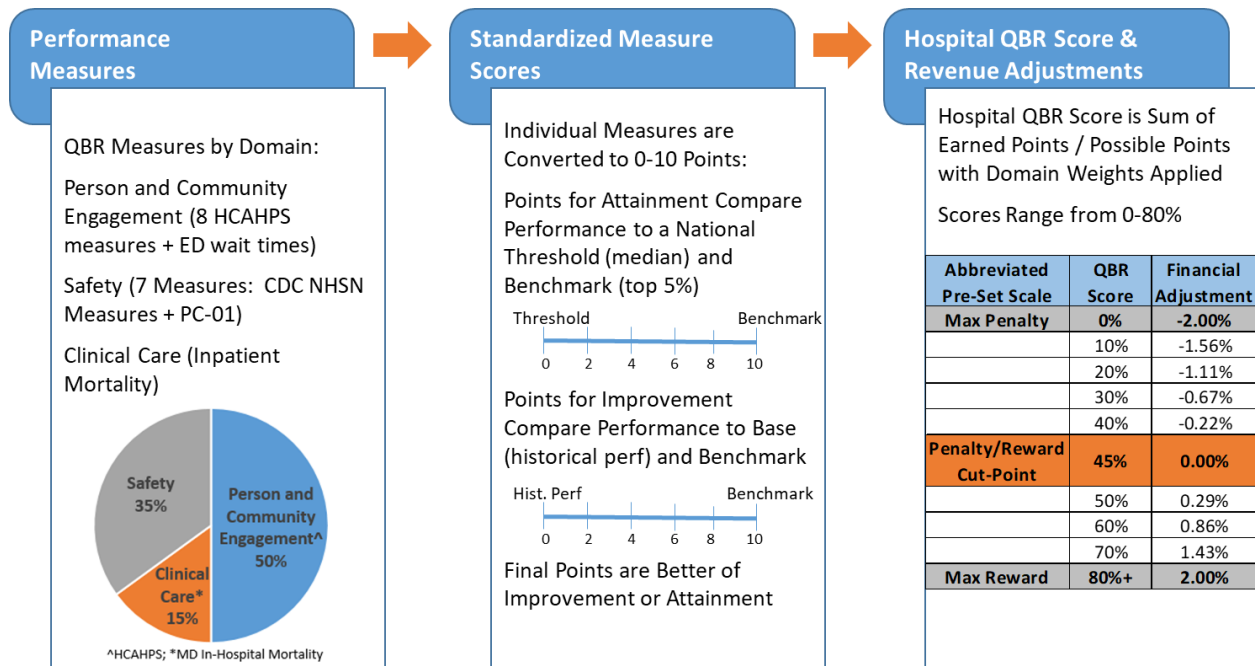 Performance
Measures
QBR Measures by Domain:
Person and Community
Engagement (8 HCAHPS
measures + ED wait times)
Safety (7 Measures:  CDC NHSN
Measures + PC-01)
Clinical Care (Inpatient
Mortality)
Safety
35%
Person and
Community
Engagement^
50%
Clinical
Care*
15%
^HCAHPS; *MD In-Hospital Mortality
Standardized Measure
Scores
Individual Measures are
Converted to 0-10 Points:
Points for Attainment Compare
Performance to a National
Threshold (median) and
Benchmark (top 5%)
Threshold Benchmark
0 2 4 6 8 10
Points for Improvement
Compare Performance to Base
(historical perf) and Benchmark
Hist. Perf Benchmark
0 2 4 6 8 10
Final Points are Better of
Improvement or Attainment
Hospital QBR Score &
Revenue Adjustments
Hospital QBR Score is Sum of
Earned Points / Possible Points
with Domain Weights Applied
Scores Range from 0-80%
Abbreviated QBR Financial
Pre-Set Scale Score Adjustment
Max Penalty 0% -2.00%
10% -1.56%
20% -1.11%
30% -0.67%
40% -0.22%
Penalty/Reward
Cut-Point 45% 0.00%
50% 0.29%
60% 0.86%
70% 1.43%
Max Reward 80%+ 2.00%